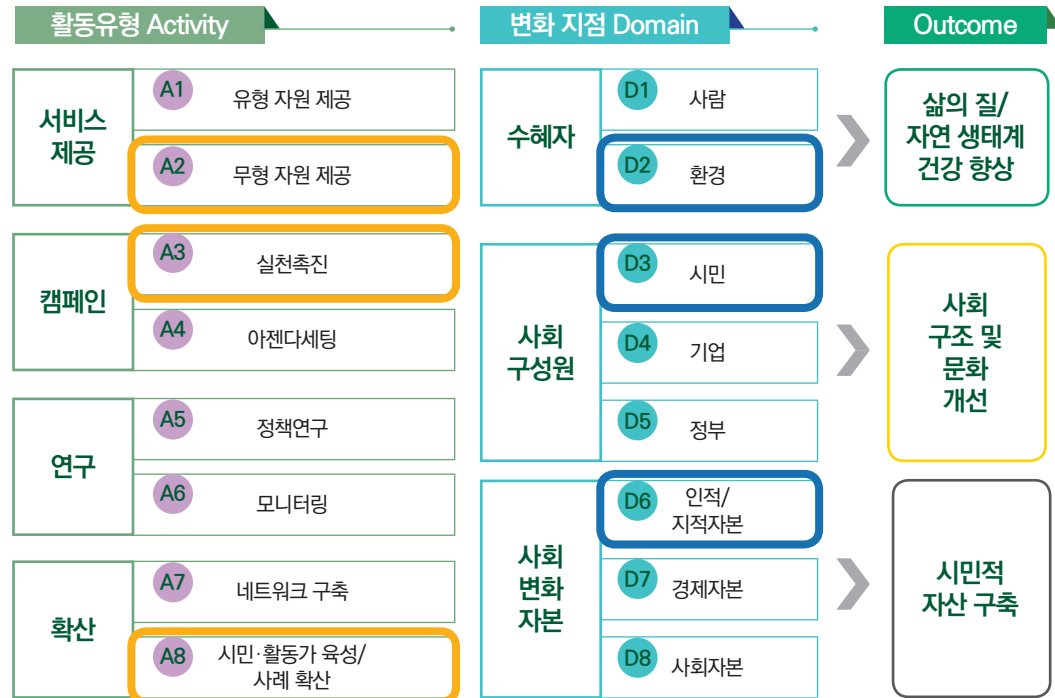 활동유형 Activity
변화 지점 Domain
Outcome
서비스
제공
A1
유형 자원 제공
A2
무형 자원 제공
캠페인
A3
실천촉진
A4
아젠다세팅
연구
A5
정책연구
A6
모니터링
확산
A7
네트워크 구축
A8
시민·활동가 육성/
사례 확산
수혜자
D1
사람
D2
환경
사회
구성원
D3
시민
D4
기업
D5
정부
사회
변화
자본
D6
인적/
지적자본
D7
경제자본
D8
사회자본
삶의 질/
자연 생태계
건강 향상
사회
구조 및
문화
개선
시민적
자산 구축